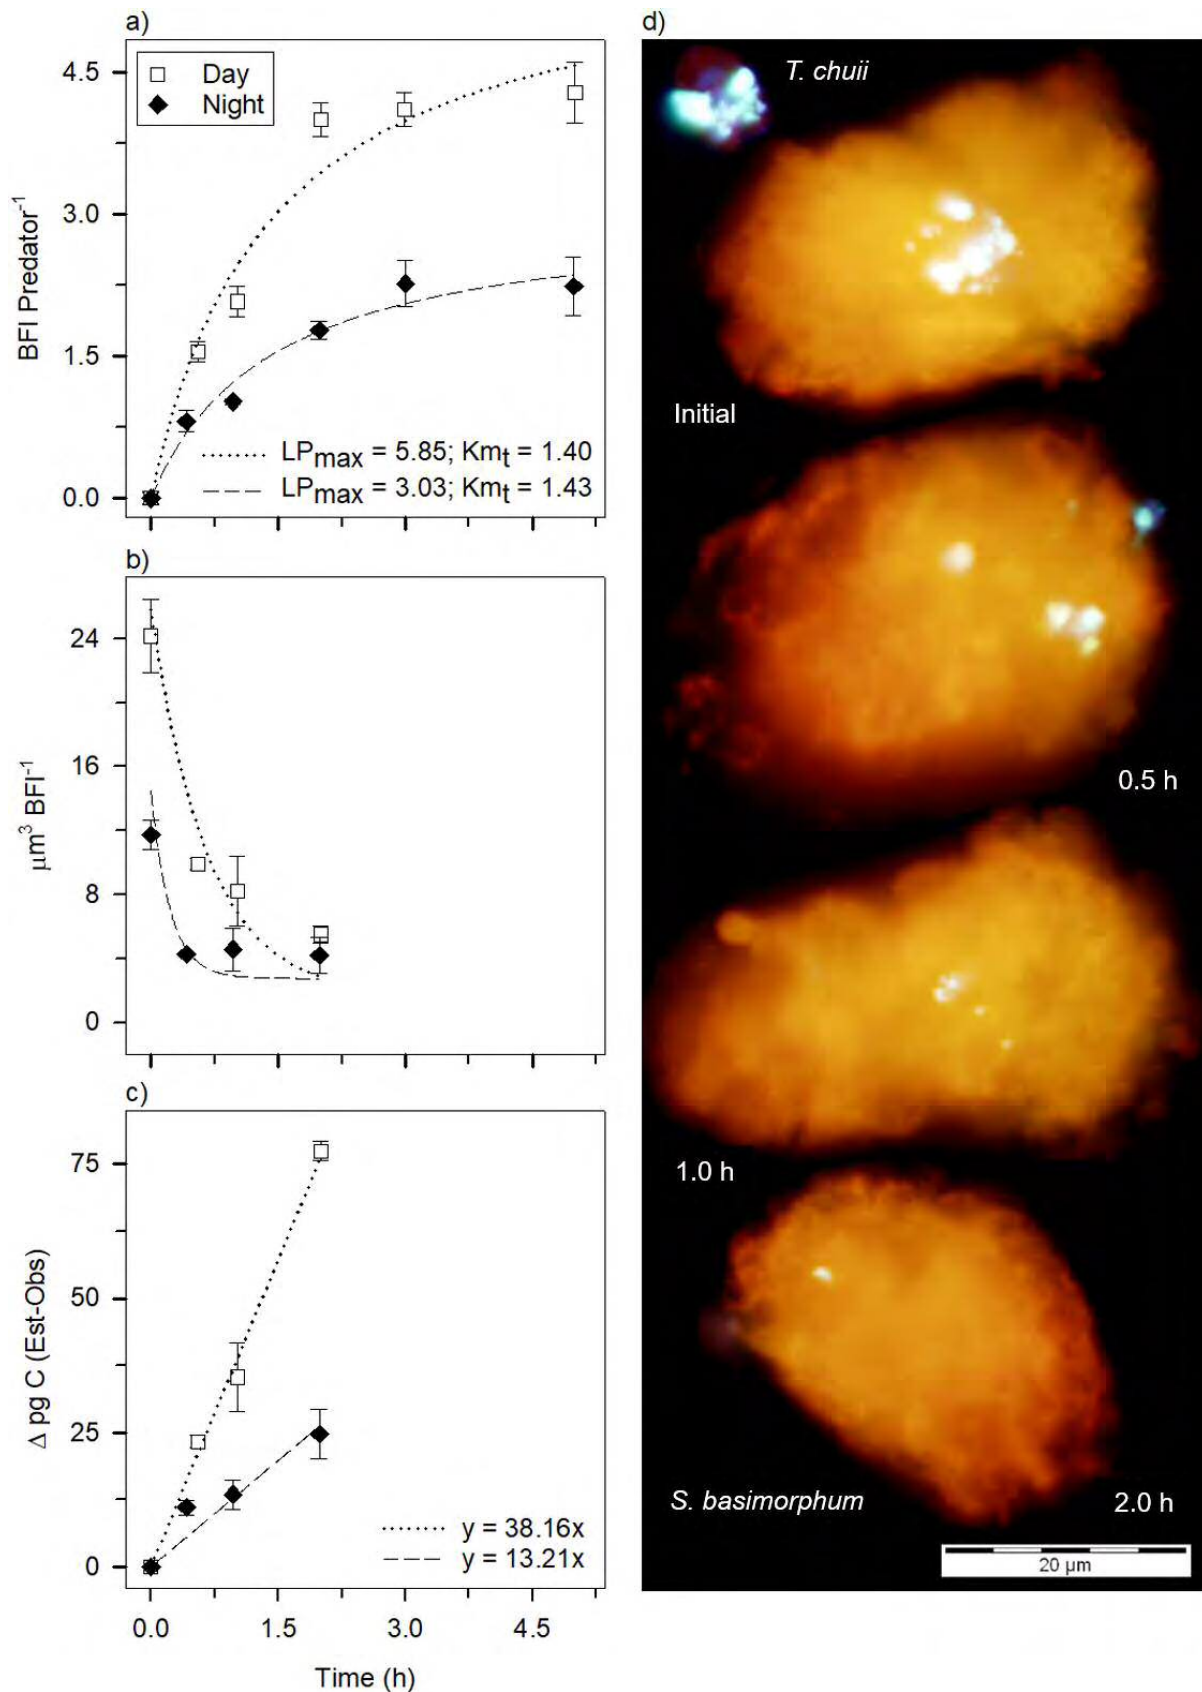 a)
4.5
3.0
1.5
0.0
BFI Predator⁻¹
Day
Night
LPmax = 5.85; Kmt = 1.40
LPmax = 3.03; Kmt = 1.43
b)
24
16
8
0
µm³ BFI⁻¹
c)
75
50
25
0
Δ pg C (Est-Obs)
y = 38.16x
y = 13.21x
0.0 1.5 3.0 4.5
Time (h)
d)
T. chuii
Initial
0.5 h
1.0 h
S. basimorphum
2.0 h
20 µm